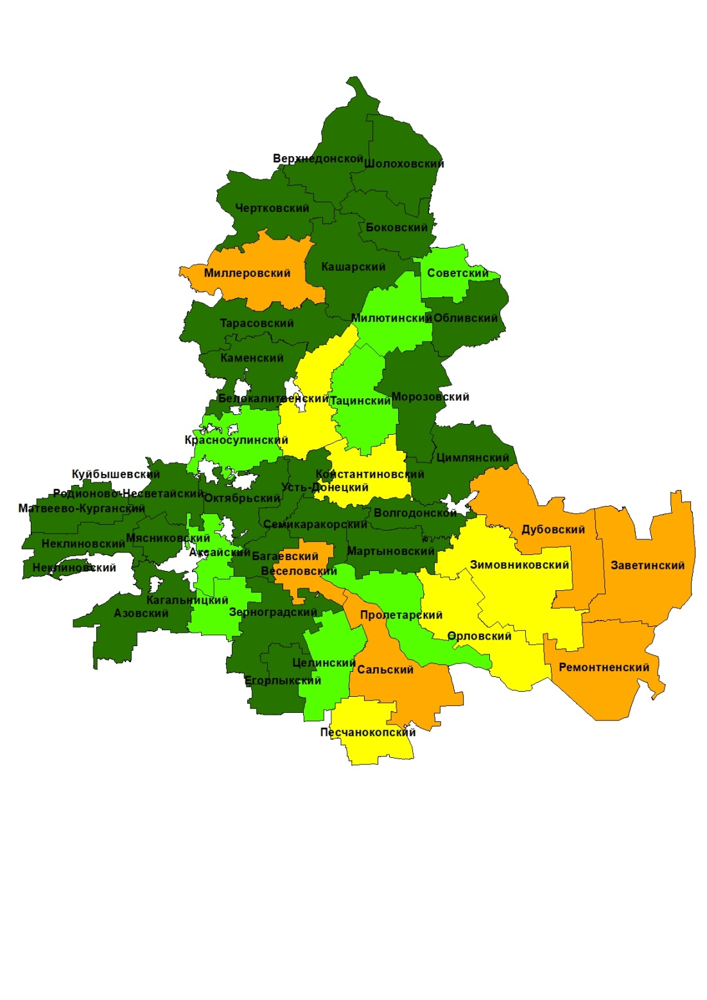 Верхнедонской
Шолоховский
Чертковский
Боковский
Кашарский
Миллеровский
Советский
Милютинский
Обливский
Тарасовский
Каменский
Белокалитвенский
Тацинский
Морозовский
Красносулинский
Цимлянский
Куйбышевский
Константиновский
Усть-Донецкий
Родионово-Несветайский
Октябрьский
Матвеево-Курганский
Волгодонской
Семикаракорский
Дубовский
Мясниковский
Неклиновский
Аксайский
Багаевский
Мартыновский
Неклиновский
Веселовский
Зимовниковский
Заветинский
Кагальницкий
Азовский
Зерноградский
Пролетарский
Орловский
Целинский
Сальский
Ремонтненский
Егорлыкский
Песчанокопский